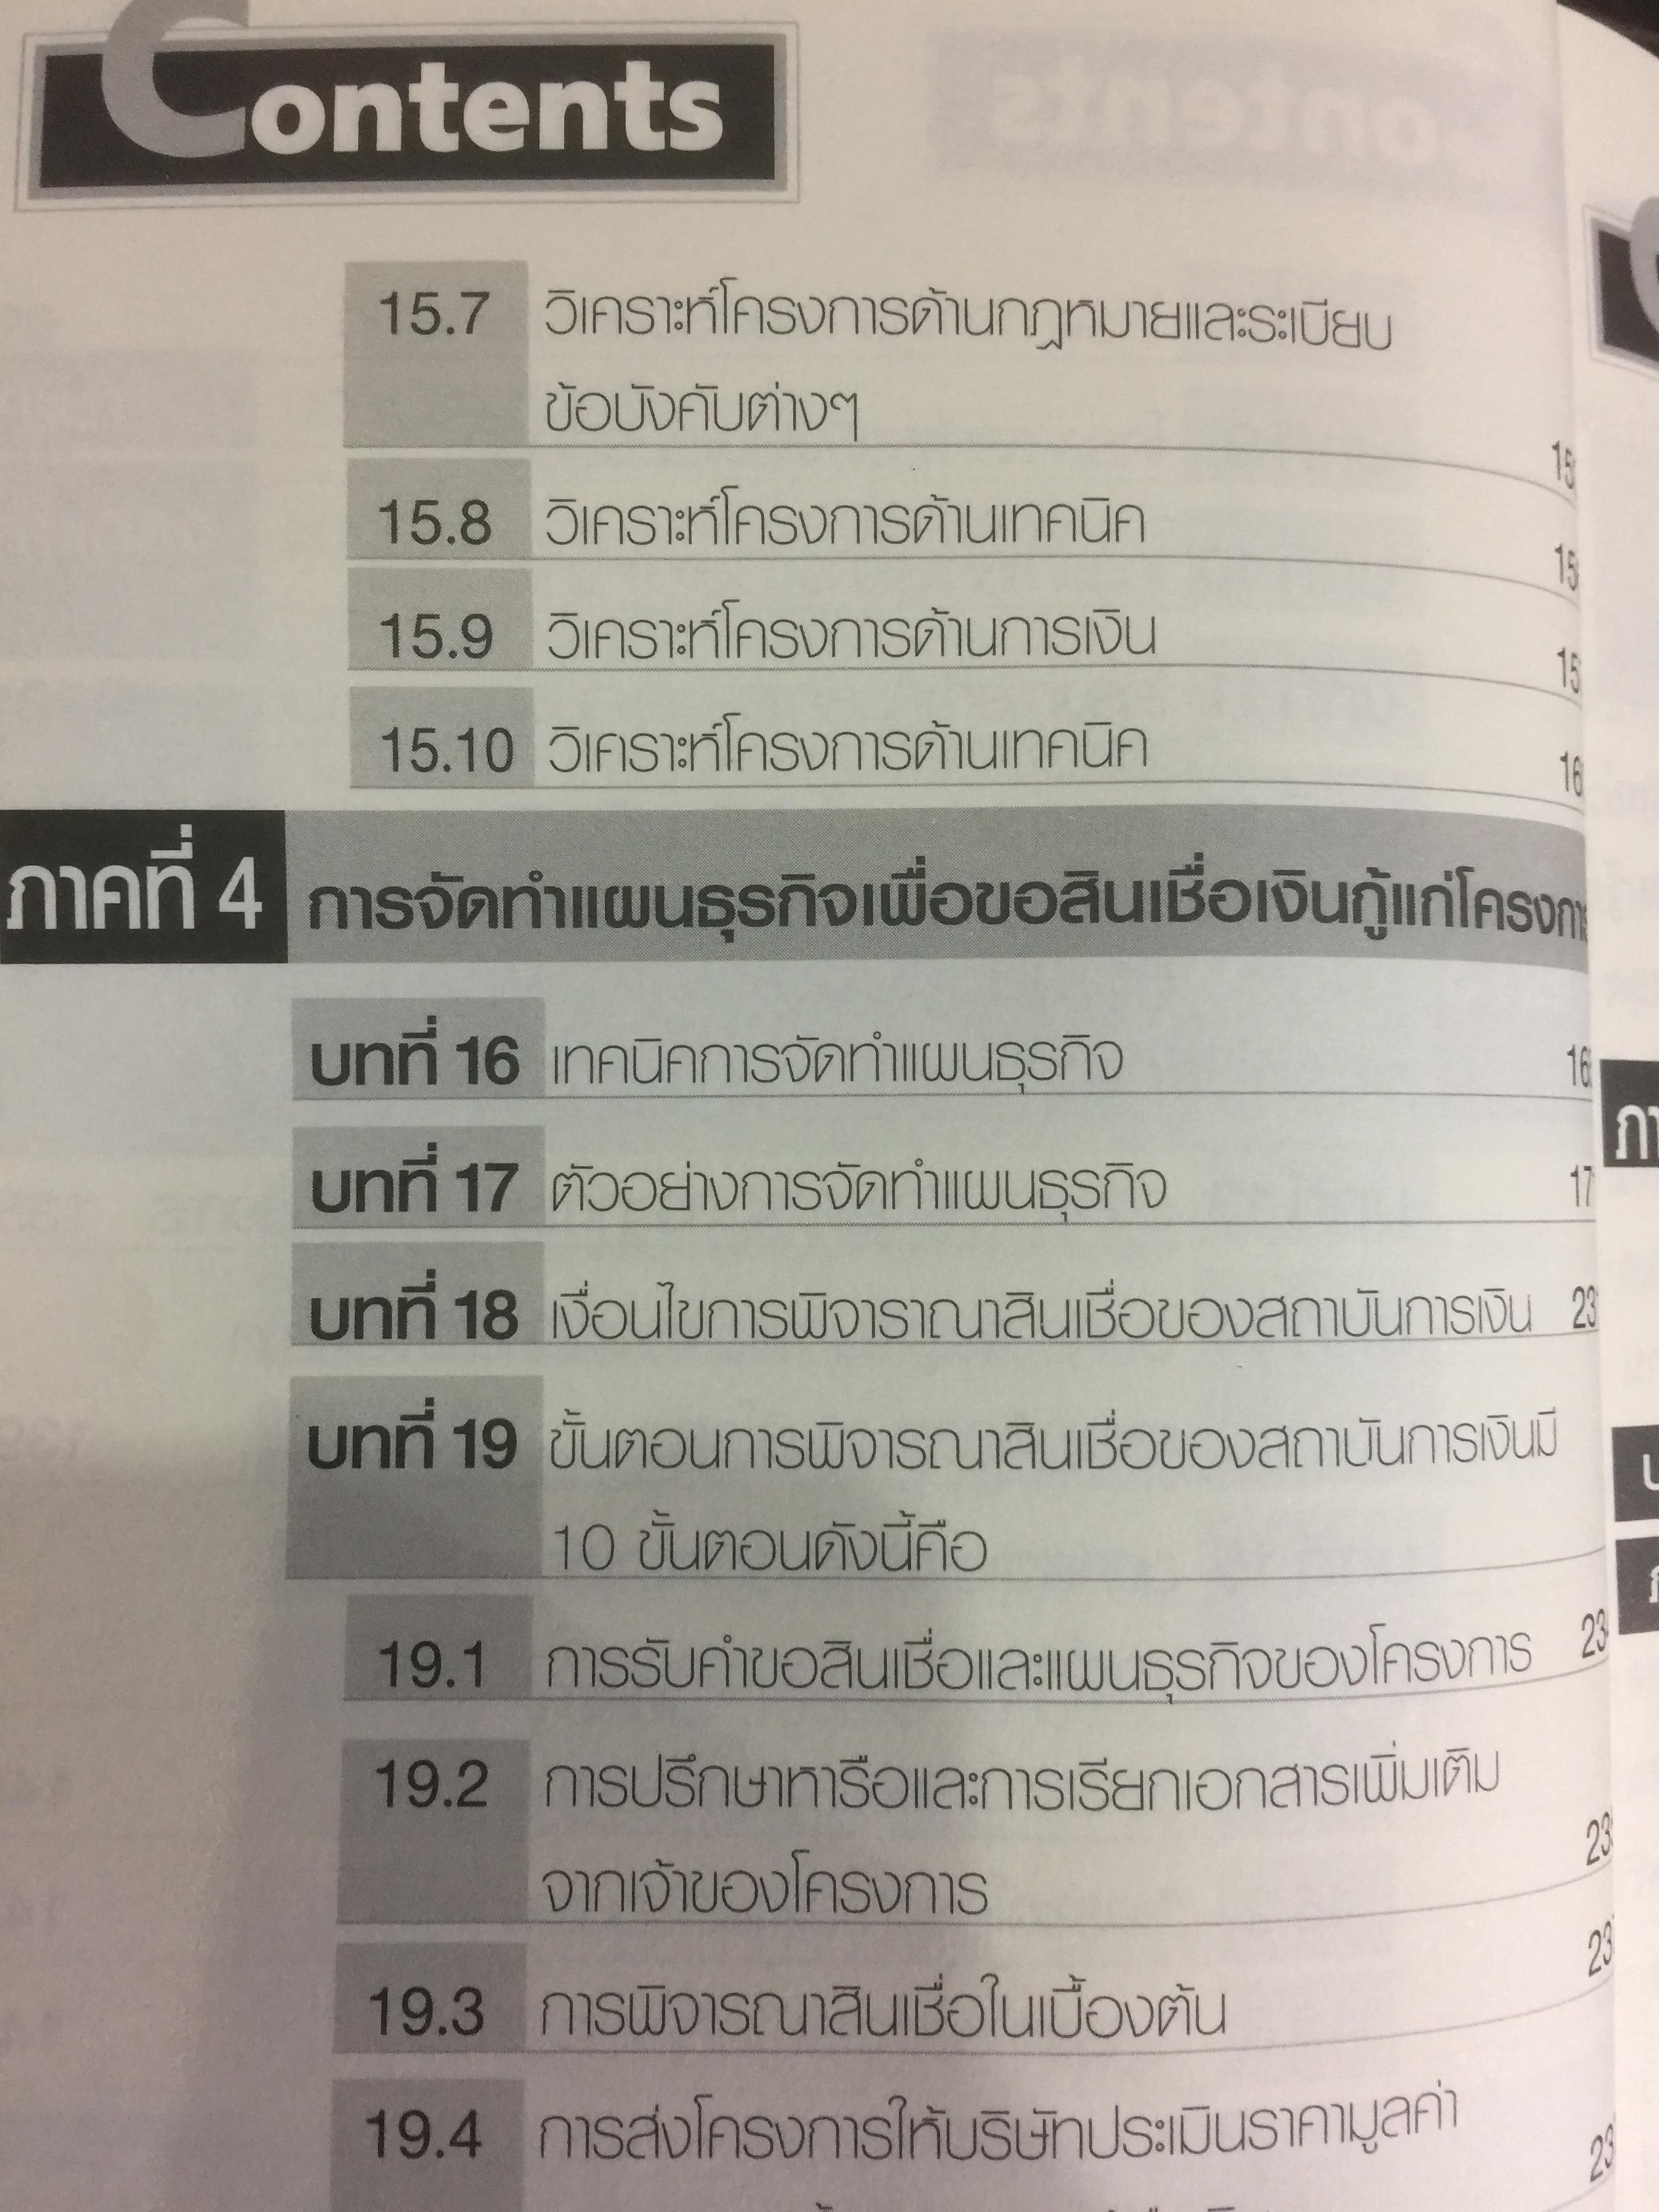 Contents
15.7 วิเคราะห์โครงการด้านกฎหมายและระเบียบ
ข้อบังคับต่างๆ
15.8 วิเคราะห์โครงการด้านเทคนิค
15.9 วิเคราะห์โครงการด้านการเงิน
15.10 วิเคราะห์โครงการด้านเทคนิค
ภาคที่ 4 การจัดทำแผนธุรกิจเพื่อขอสินเชื่อเงินกู้แก่
บทที่ 16 เทคนิคการจัดทำแผนธุรกิจ
บทที่ 17 ตัวอย่างการจัดทำแผนธุรกิจ
บทที่ 18 เงื่อนไขการพิจาราณาสินเชื่อของสถาบันการเงิน
บทที่ 19 ขั้นตอนการพิจารณาสินเชื่อของสถาบันการเงินมี
10 ขั้นตอนดังนี้คือ
19.1 การรับคำขอสินเชื่อและแผนธุรกิจของโครงการ
19.2 การปรึกษาหารือและการเรียกเอกสารเพิ่มเติม
จากเจ้าของโครงการ
19.3 การพิจารณาสินเชื่อในเบื้องต้น
19.4 การส่งโครงการให้บริษัทประเมินราคามูลค่า